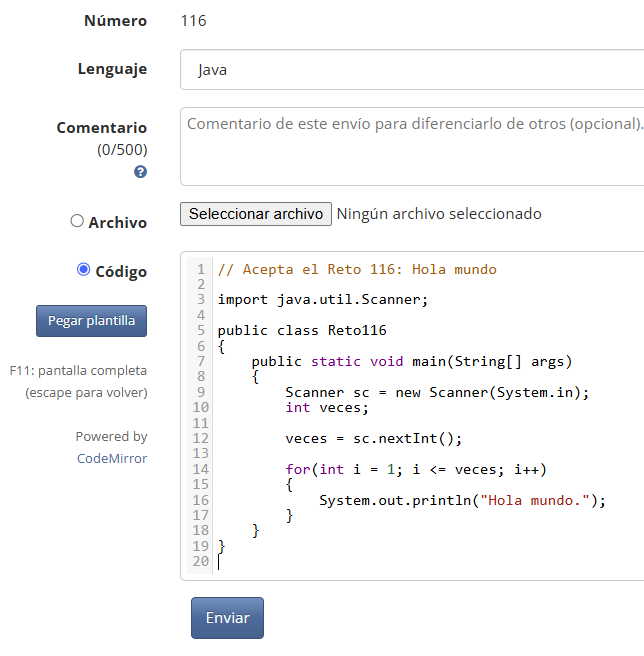 Número 116
Lenguaje Java
Comentario Comentario de este envío para diferenciarlo de otros (opcional).
(0/500)
?
Archivo Seleccionar archivo Ningún archivo seleccionado
Código
Pegar plantilla
F11: pantalla completa
(escape para volver)
Powered by
CodeMirror
1 // Acepta el Reto 116: Hola mundo
2
3 import java.util.Scanner;
4
5 public class Reto116
6 {
7     public static void main(String[] args)
8     {
9         Scanner sc = new Scanner(System.in);
10         int veces;
11
12         veces = sc.nextInt();
13
14         for(int i = 1; i <= veces; i++)
15         {
16             System.out.println("Hola mundo.");
17         }
18     }
19 }
20
Enviar